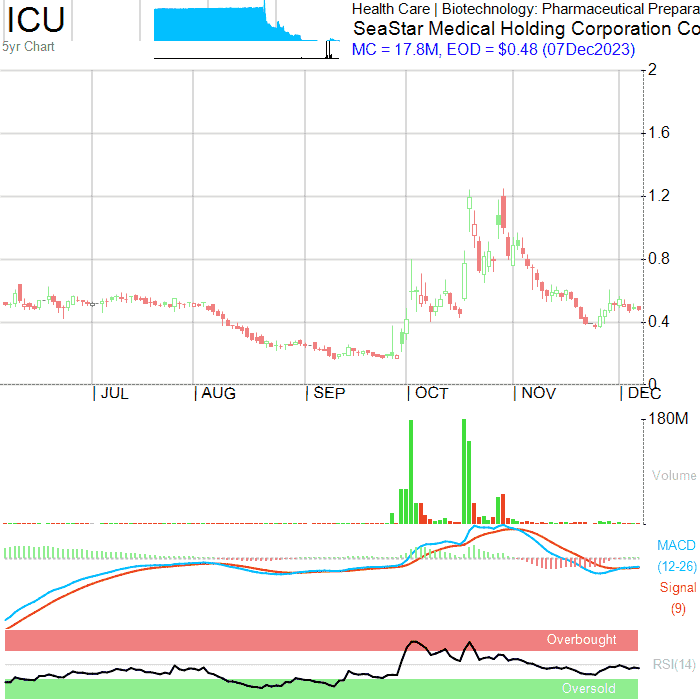 ICU
5yr Chart
Health Care | Biotechnology: Pharmaceutical Prepara
SeaStar Medical Holding Corporation Co
MC = 17.8M, EOD = $0.48 (07Dec2023)
2
1.6
1.2
0.8
0.4
0
| JUL | AUG | SEP | OCT | NOV | DEC
180M
Volume
MACD
(12-26)
Signal
(9)
Overbought
RSI(14)
Oversold